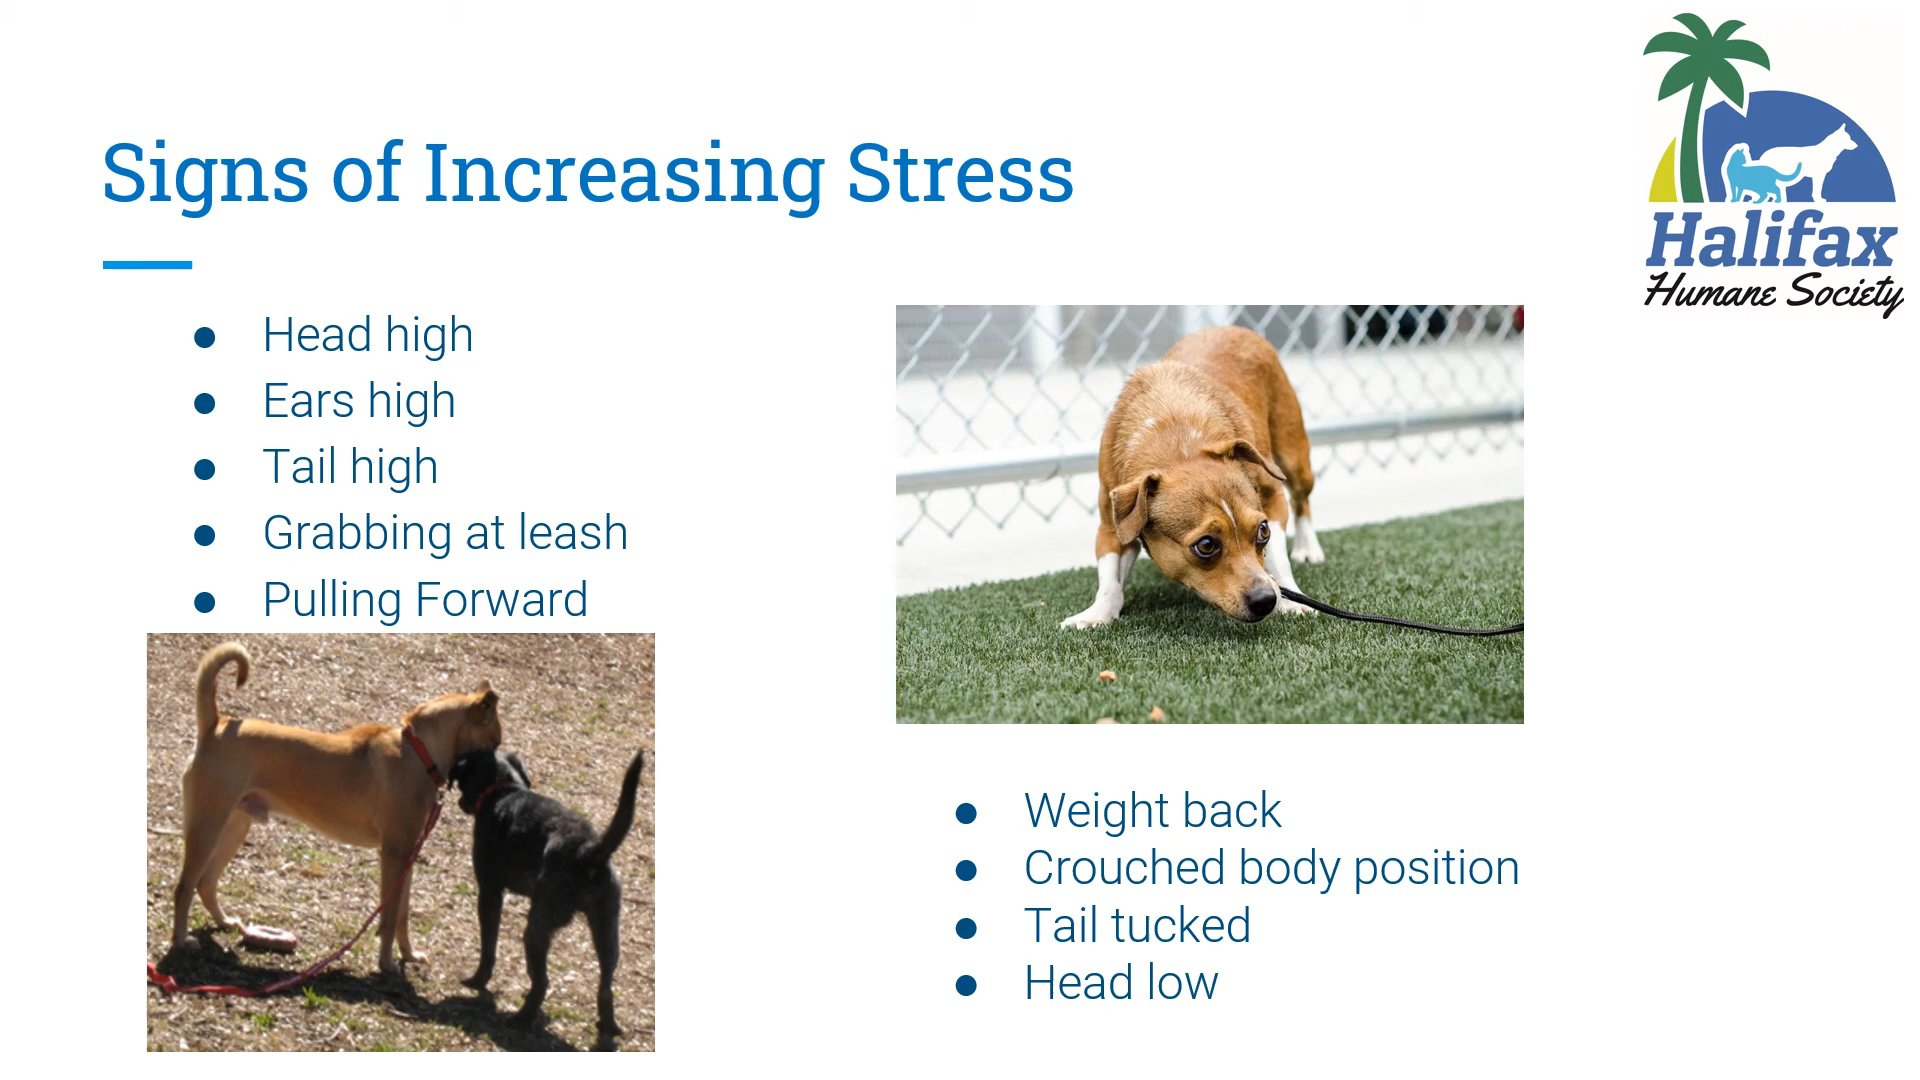 Signs of Increasing Stress
Halifax
Humane Society
● Head high
● Ears high
● Tail high
● Grabbing at leash
● Pulling Forward
● Weight back
● Crouched body position
● Tail tucked
● Head low